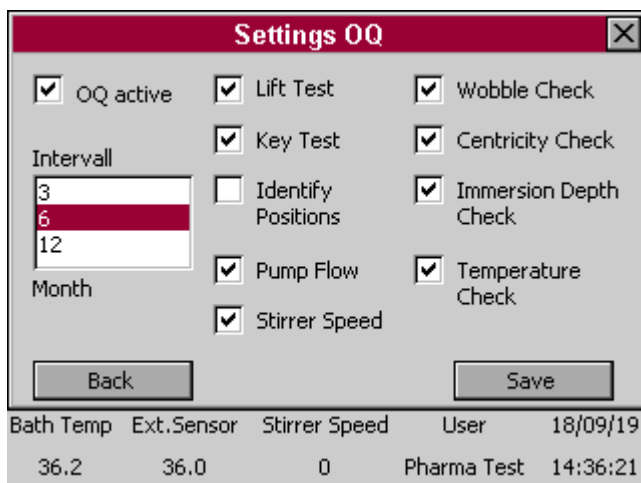 Settings OQ
OQ active
Intervall
3
6
12
Month
Lift Test
Key Test
Identify
Positions
Pump Flow
Stirrer Speed
Wobble Check
Centricity Check
Immersion Depth
Check
Temperature
Check
Back
Save
Bath Temp Ext.Sensor Stirrer Speed User 18/09/19
36.2 36.0 0 Pharma Test 14:36:21